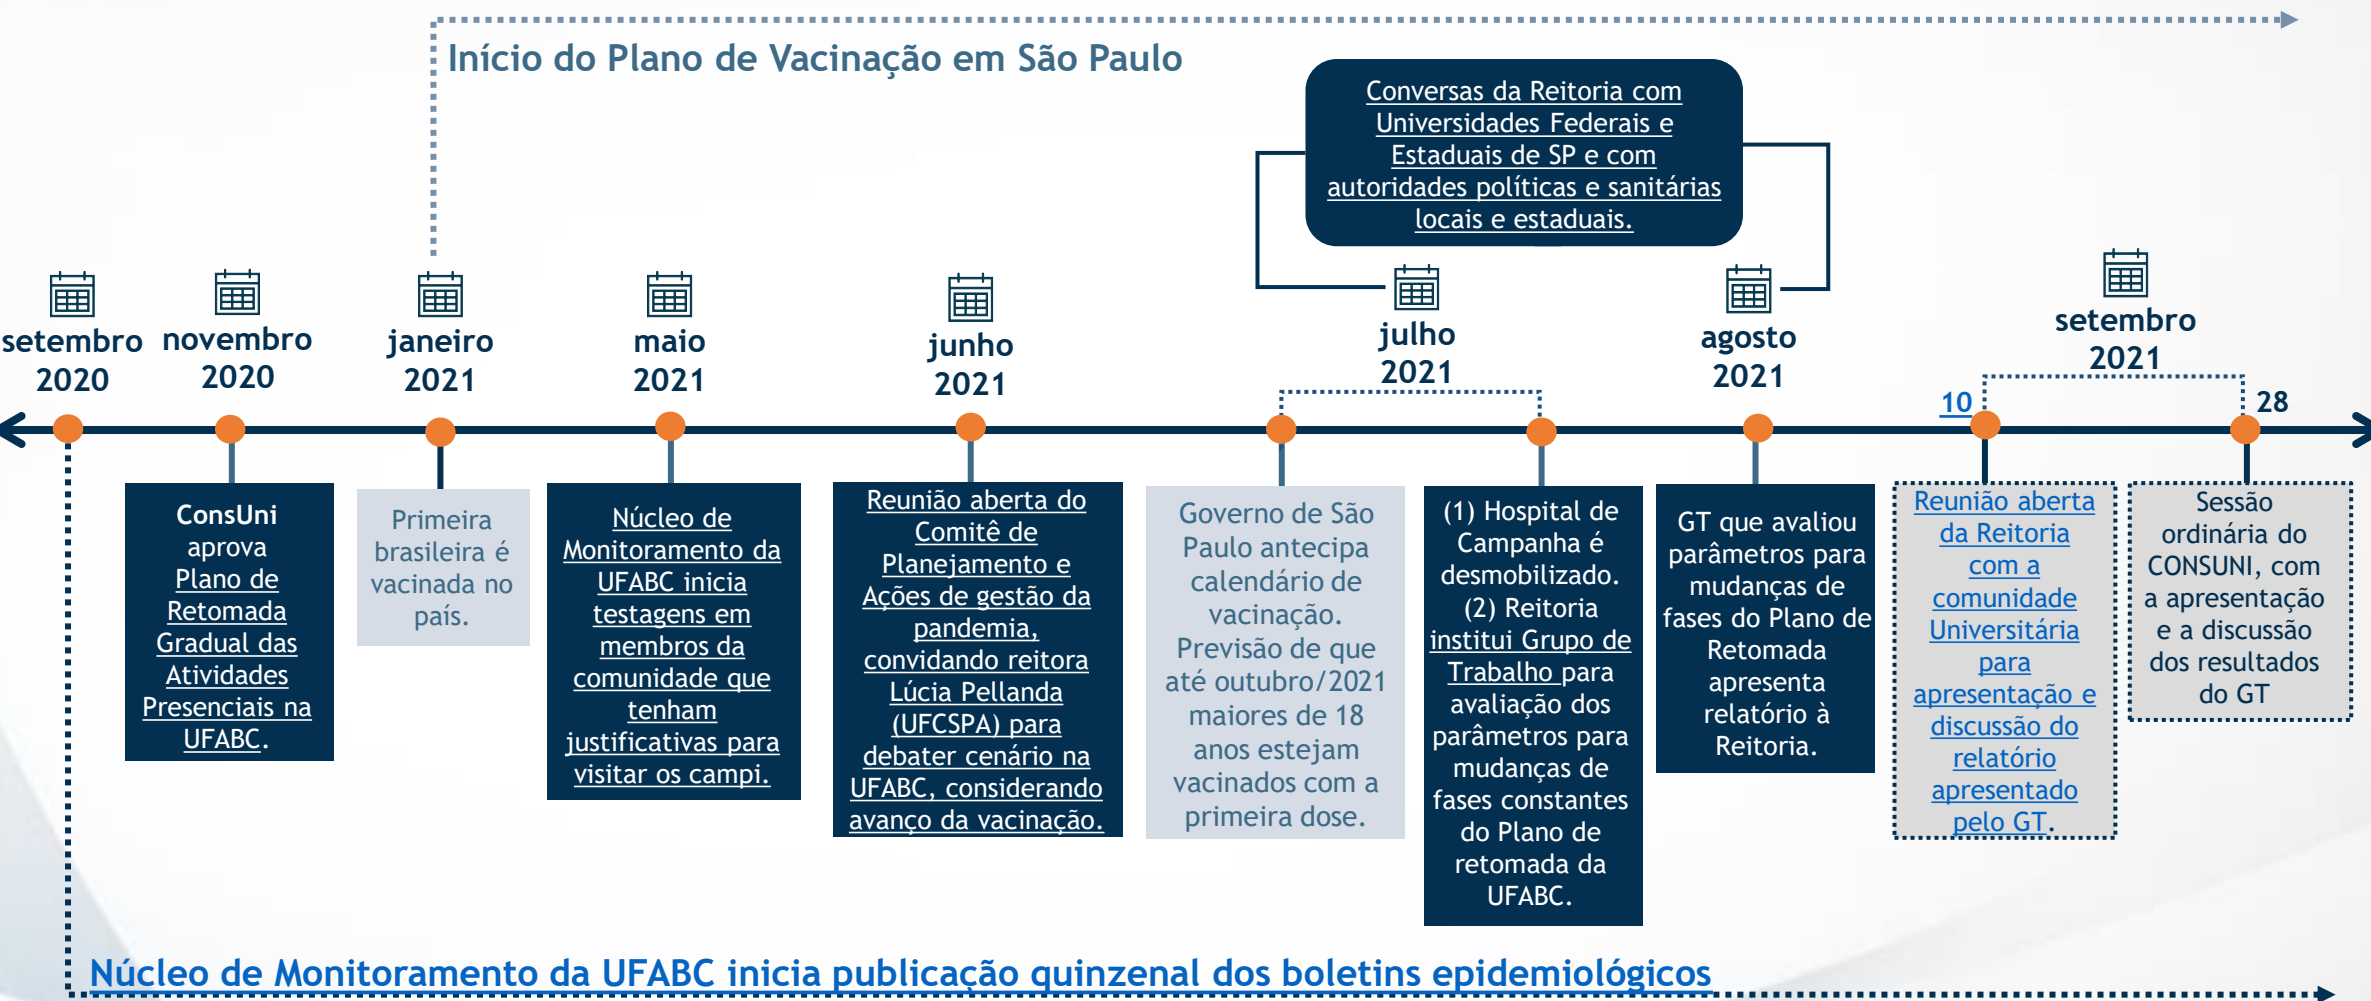 Início do Plano de Vacinação em São Paulo
Conversas da Reitoria com
Universidades Federais e
Estaduais de SP e com
autoridades políticas e sanitárias
locais e estaduais.
setembro
2020
novembro
2020
janeiro
2021
maio
2021
junho
2021
julho
2021
agosto
2021
setembro
2021
10
28
ConsUni
aprova
Plano de
Retomada
Gradual das
Atividades
Presenciais na
UFABC.
Primeira
brasileira é
vacinada no
país.
Núcleo de
Monitoramento da
UFABC inicia
testagens em
membros da
comunidade que
tenham
justificativas para
visitar os campi.
Reunião aberta do
Comitê de
Planejamento e
Ações de gestão da
pandemia,
convidando reitora
Lúcia Pellanda
(UFCSPA) para
debater cenário na
UFABC, considerando
avanço da vacinação.
Governo de São
Paulo antecipa
calendário de
vacinação.
Previsão de que
até outubro/2021
maiores de 18
anos estejam
vacinados com a
primeira dose.
(1) Hospital de
Campanha é
desmobilizado.
(2) Reitoria
institui Grupo de
Trabalho para
avaliação dos
parâmetros para
mudanças de
fases constantes
do Plano de
retomada da
UFABC.
GT que avaliou
parâmetros para
mudanças de
fases do Plano de
Retomada
apresenta
relatório à
Reitoria.
Reunião aberta
da Reitoria
com a
comunidade
Universitária
para
apresentação e
discussão do
relatório
apresentado
pelo GT.
Sessão
ordinária do
CONSUNI, com
a apresentação
e a discussão
dos resultados
do GT
Núcleo de Monitoramento da UFABC inicia publicação quinzenal dos boletins epidemiológicos